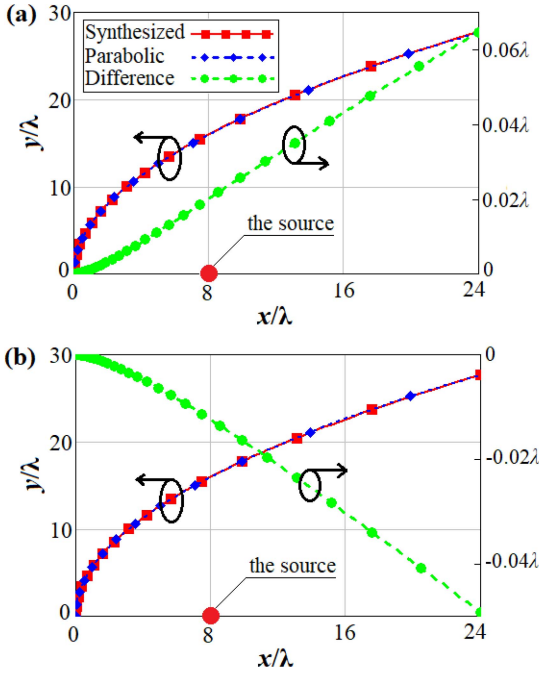 (a)
30
20
10
0
y/λ
Synthesized
Parabolic
Difference
0.06λ
0.04λ
0.02λ
0
the source
0
8
16
24
x/λ
(b)
30
20
10
0
y/λ
0
-0.02λ
-0.04λ
the source
0
8
16
24
x/λ